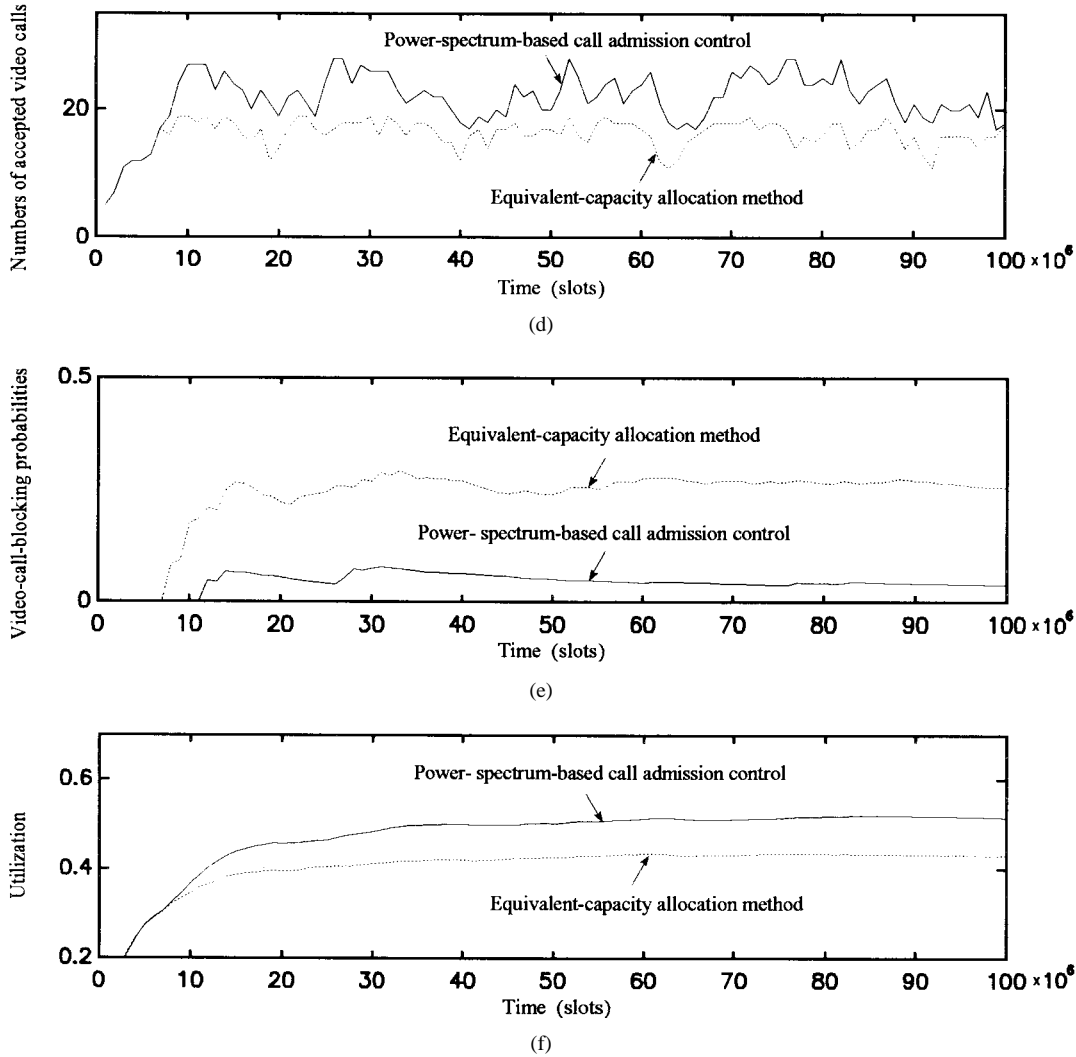 Numbers of accepted video calls
Power-spectrum-based call admission control
20
Equivalent-capacity allocation method
0
0 10 20 30 40 50 60 70 80 90 100 × 10⁶
Time (slots)
(d)
Video-call-blocking probabilities
0.5
Equivalent-capacity allocation method
Power- spectrum-based call admission control
0
0 10 20 30 40 50 60 70 80 90 100 × 10⁶
Time (slots)
(e)
Utilization
0.6
Power- spectrum-based call admission control
0.4
Equivalent-capacity allocation method
0.2
0 10 20 30 40 50 60 70 80 90 100 × 10⁶
Time (slots)
(f)